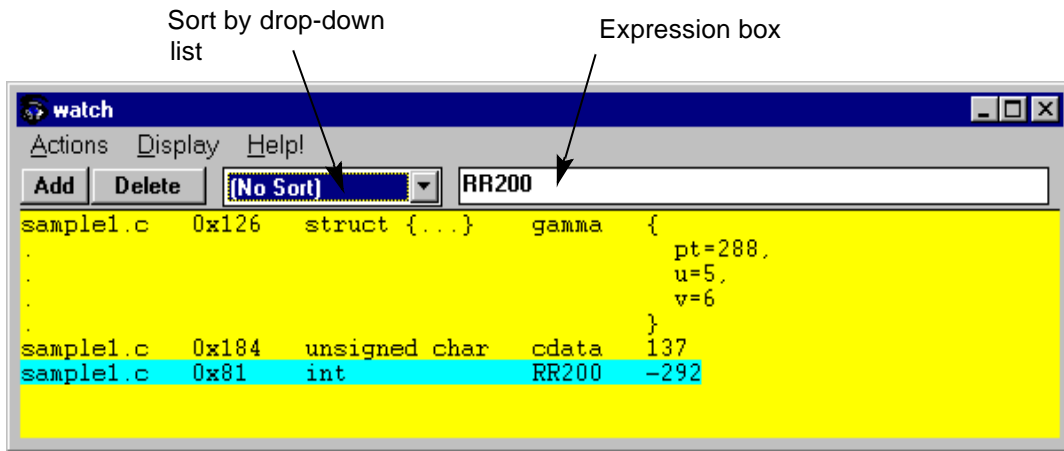 Sort by drop-down
list
Expression box
watch
Actions Display Help!
Add Delete (No Sort) RR200
sample1.c 0x126 struct {...} gamma {
. pt=288,
. u=5,
. v=6
. }
sample1.c 0x184 unsigned char cdata 137
sample1.c 0x81 int RR200 -292